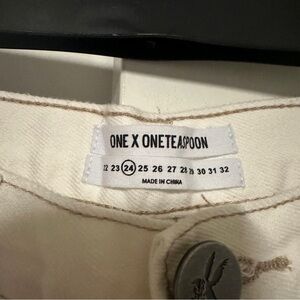 ONE X ONETEASPOON
22 23 24 25 26 27 28 29 30 31 32
MADE IN CHINA